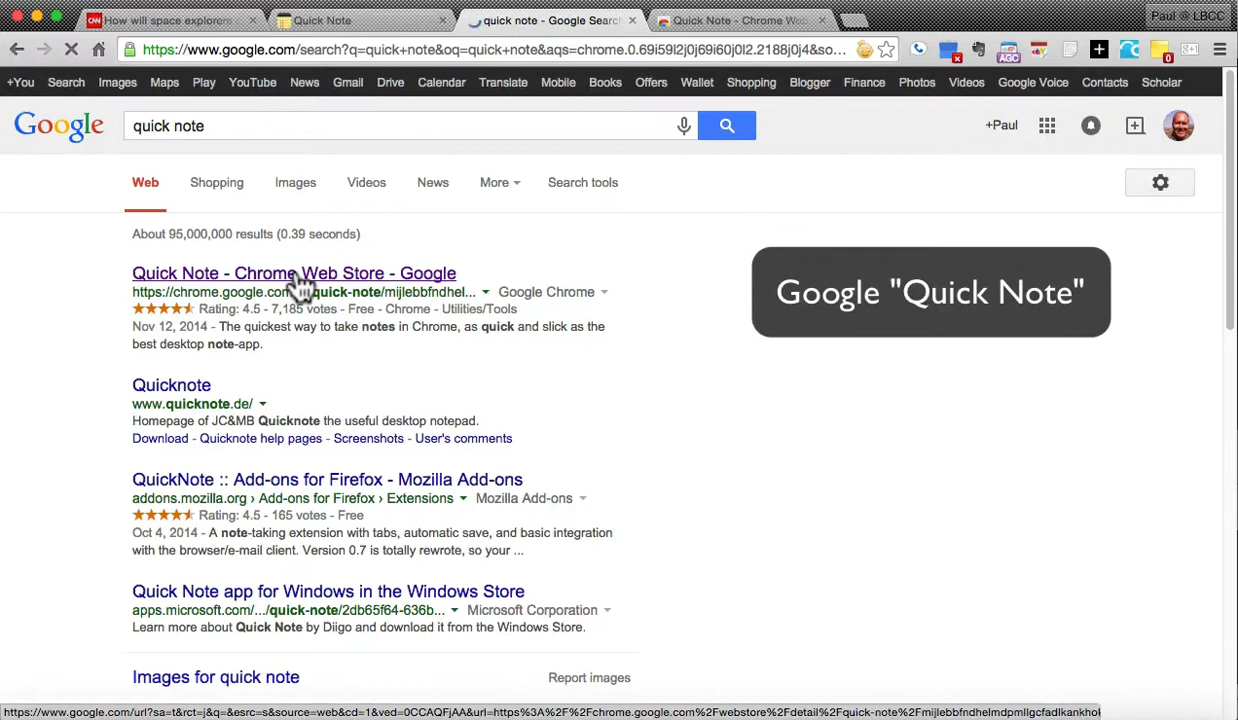 How will space explorers
Quick Note
quick note - Google Searc
Quick Note - Chrome Web
Paul @ LBCC
https://www.google.com/search?q=quick+note&oq=quick+note&aqs=chrome.0.69i59l2j0j69i60j0l2.2188j0j4&so...
AGC
0
+You Search Images Maps Play YouTube News Gmail Drive Calendar Translate Mobile Books Offers Wallet Shopping Blogger Finance Photos Videos Google Voice Contacts Scholar
Google
quick note
+Paul
Web Shopping Images Videos News More Search tools
About 95,000,000 results (0.39 seconds)
Quick Note - Chrome Web Store - Google
https://chrome.google.com quick-note/mijlebbfndhel... Google Chrome
Rating: 4.5 - 7,185 votes - Free - Chrome - Utilities/Tools
Nov 12, 2014 - The quickest way to take notes in Chrome, as quick and slick as the
best desktop note-app.
Google "Quick Note"
Quicknote
www.quicknote.de/
Homepage of JC&MB Quicknote the useful desktop notepad.
Download - Quicknote help pages - Screenshots - User's comments
QuickNote :: Add-ons for Firefox - Mozilla Add-ons
addons.mozilla.org › Add-ons for Firefox › Extensions Mozilla Add-ons
Rating: 4.5 - 165 votes - Free
Oct 4, 2014 - A note-taking extension with tabs, automatic save, and basic integration
with the browser/e-mail client. Version 0.7 is totally rewrote, so your ...
Quick Note app for Windows in the Windows Store
apps.microsoft.com/.../quick-note/2db65f64-636b... Microsoft Corporation
Learn more about Quick Note by Diigo and download it from the Windows Store.
Images for quick note
Report images
https://www.google.com/url?sa=t&rct=j&q=&esrc=s&source=web&cd=1&ved=0CCAQFjAA&url=https%3A%2F%2Fchrome.google.com%2Fwebstore%2Fdetail%2Fquick-note%2Fmijlebbfndhelmdpmllgcfadlkankhok